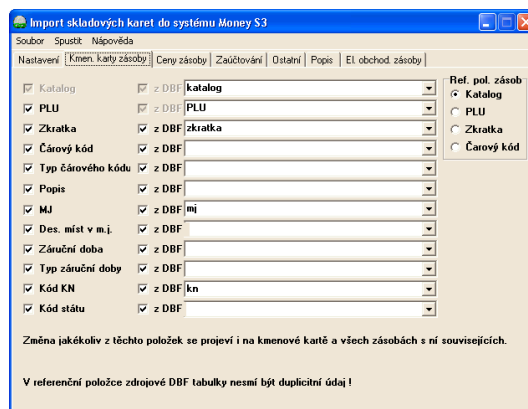 Import skladových karet do systému Money S3
Soubor Spustit Nápověda
Nastavení Kmen. karty zásoby Ceny zásoby Zaúčtování Ostatní Popis El. obchod. zásoby
Ref. pol. zásob
Katalog z DBF katalog
Katalog
PLU z DBF PLU
PLU
Zkratka z DBF zkratka
Zkratka
Čárový kód z DBF
Čarový kód
Typ čárového kódu z DBF
Popis z DBF
MJ z DBF mj
Des. míst v m.j. z DBF
Záruční doba z DBF
Typ záruční doby z DBF
Kód KN z DBF kn
Kód státu z DBF
Změna jakékoliv z těchto položek se projeví i na kmenové kartě a všech zásobách s ní souvisejících.
V referenční položce zdrojové DBF tabulky nesmí být duplicitní údaj !